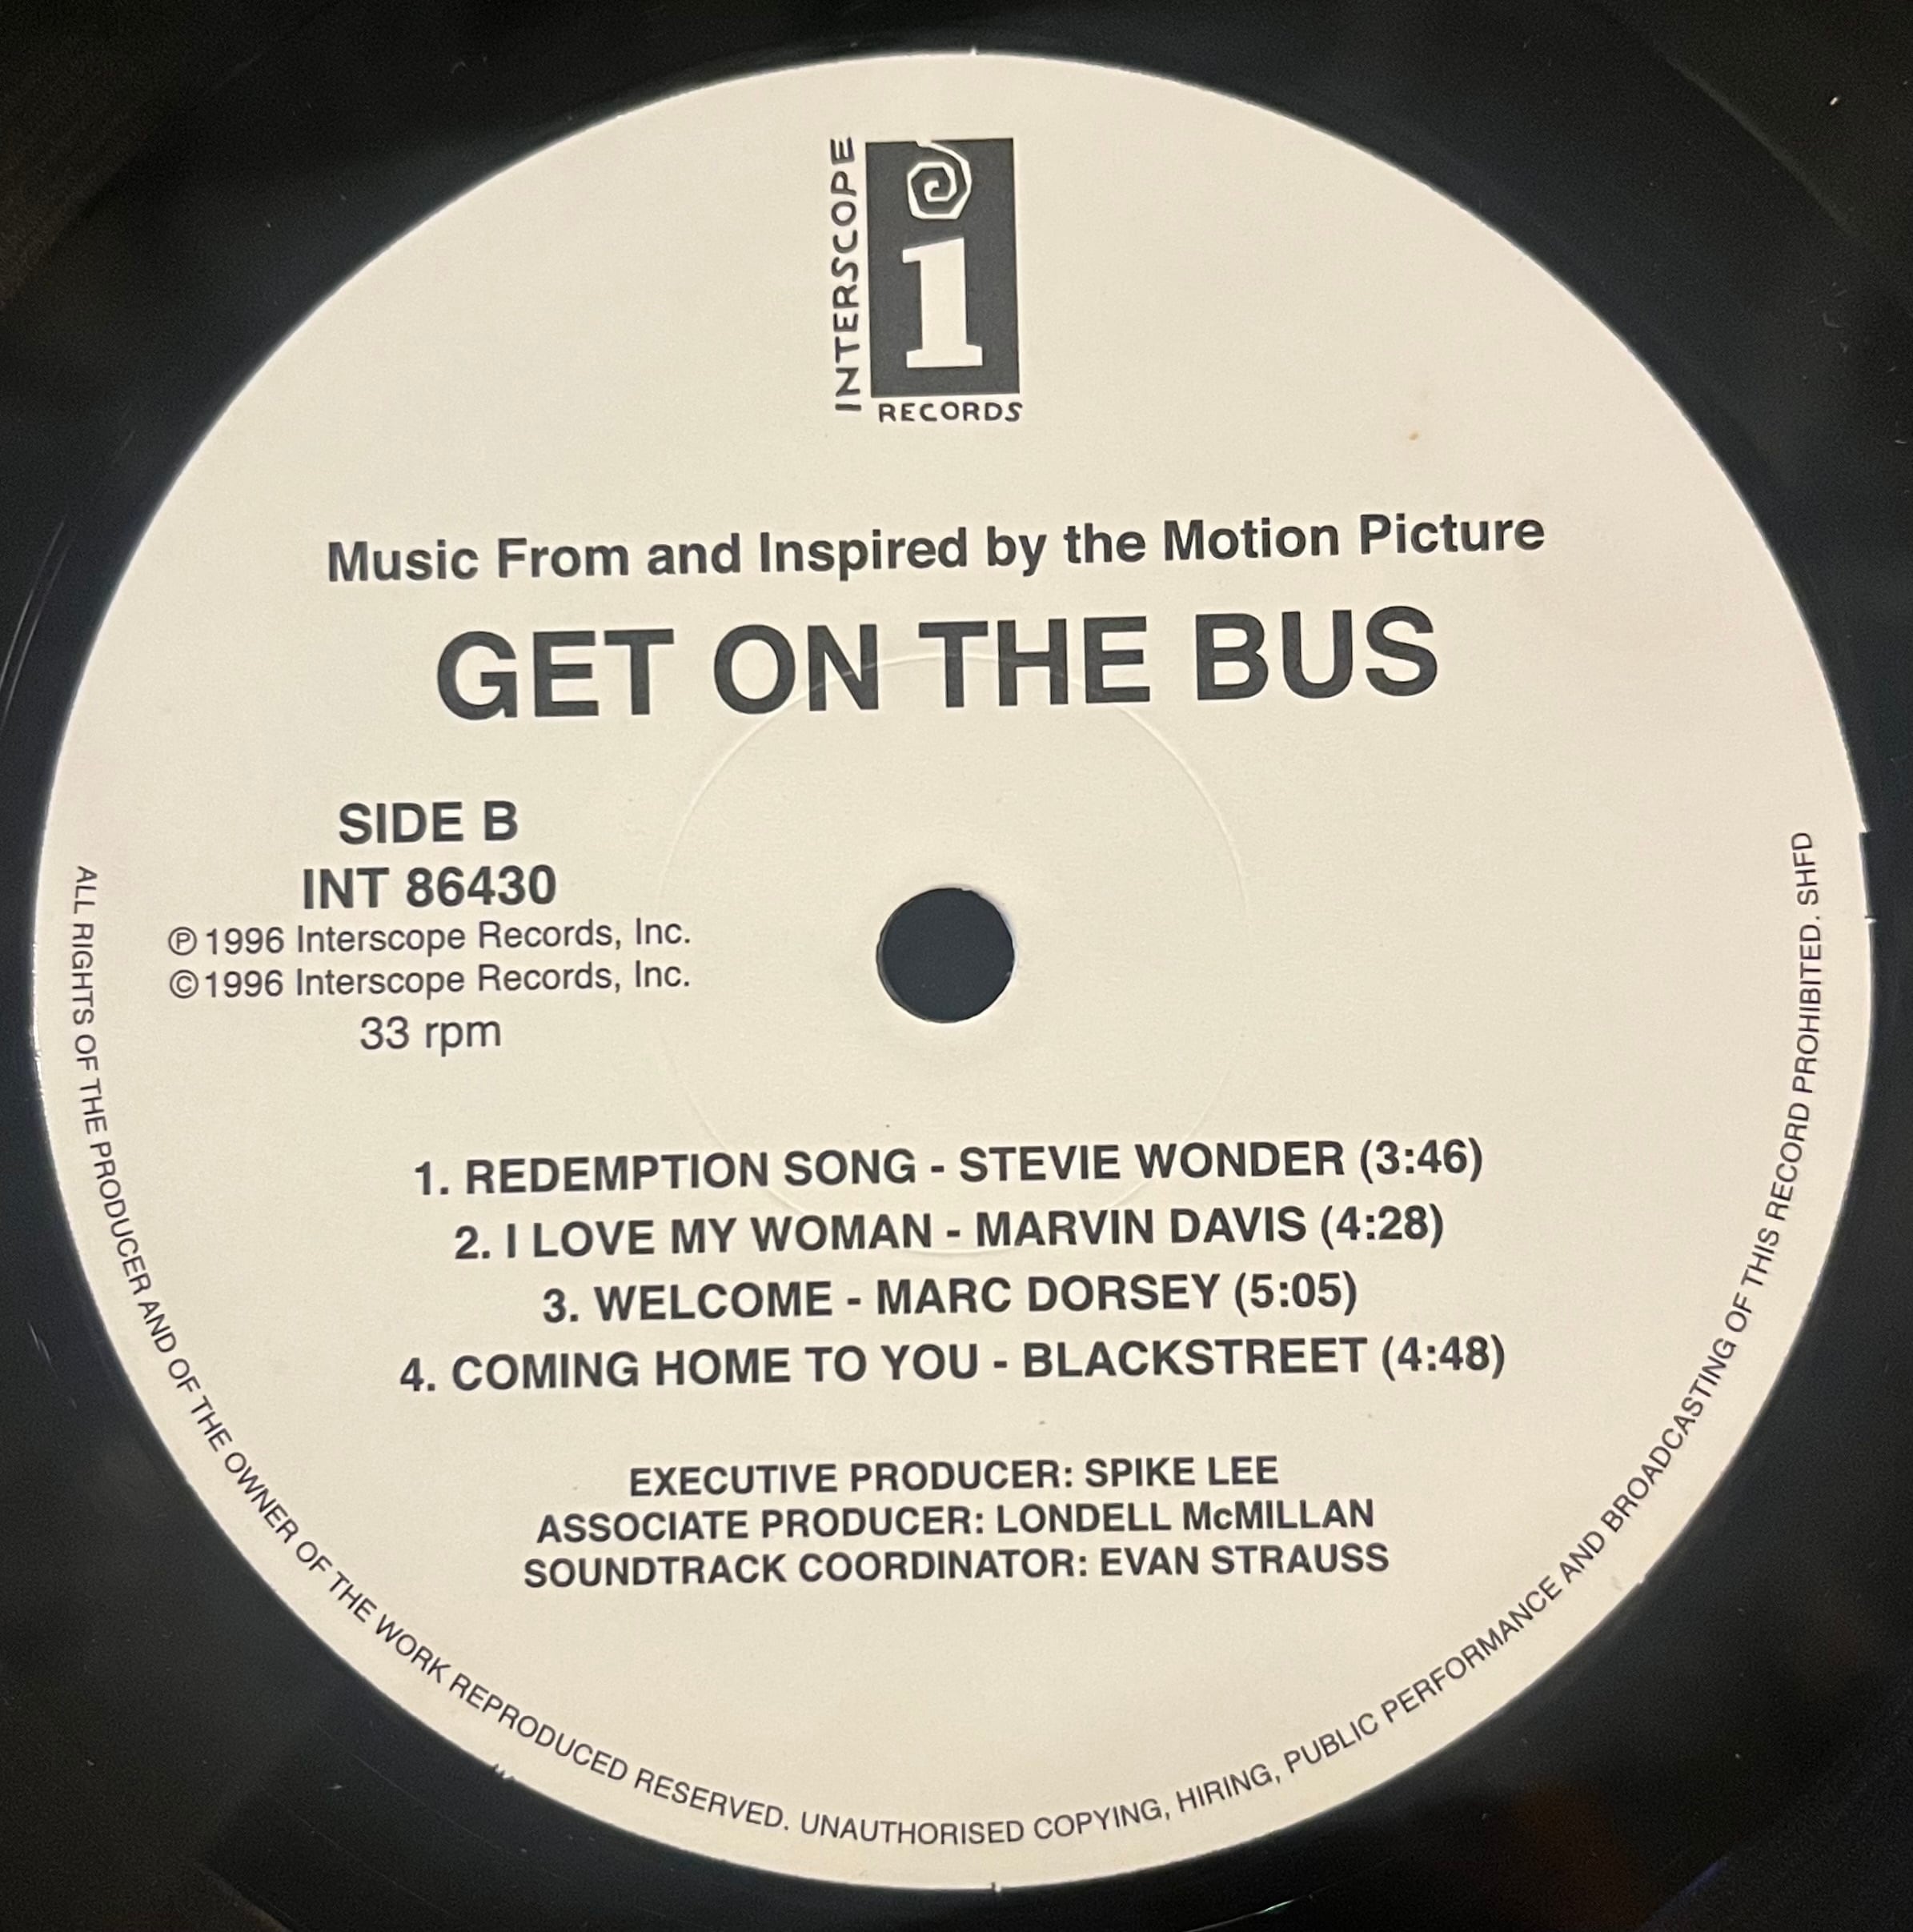 INTERSCOPE
i
RECORDS
Music From and Inspired by the Motion Picture
GET ON THE BUS
SIDE B
INT 86430
℗ 1996 Interscope Records, Inc.
© 1996 Interscope Records, Inc.
33 rpm
1. REDEMPTION SONG - STEVIE WONDER (3:46)
2. I LOVE MY WOMAN - MARVIN DAVIS (4:28)
3. WELCOME - MARC DORSEY (5:05)
4. COMING HOME TO YOU - BLACKSTREET (4:48)
EXECUTIVE PRODUCER: SPIKE LEE
ASSOCIATE PRODUCER: LONDELL McMILLAN
SOUNDTRACK COORDINATOR: EVAN STRAUSS
ALL RIGHTS OF THE PRODUCER AND OF THE OWNER OF THE WORK REPRODUCED RESERVED. UNAUTHORISED COPYING, HIRING, PUBLIC PERFORMANCE AND BROADCASTING OF THIS RECORD PROHIBITED. SHFD